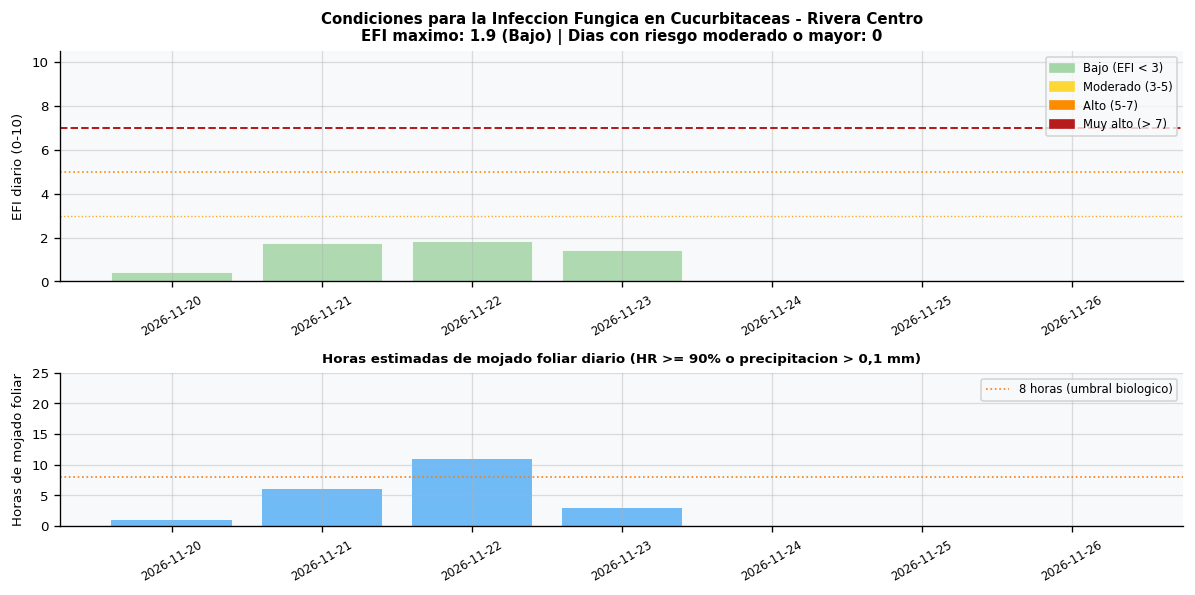 Condiciones para la Infeccion Fungica en Cucurbitaceas - Rivera Centro
EFI maximo: 1.9 (Bajo) | Dias con riesgo moderado o mayor: 0
EFI diario (0-10)
10
8
6
4
2
0
Bajo (EFI < 3)
Moderado (3-5)
Alto (5-7)
Muy alto (> 7)
2026-11-20
2026-11-21
2026-11-22
2026-11-23
2026-11-24
2026-11-25
2026-11-26
Horas estimadas de mojado foliar diario (HR >= 90% o precipitacion > 0,1 mm)
Horas de mojado foliar
25
20
15
10
5
0
8 horas (umbral biologico)
2026-11-20
2026-11-21
2026-11-22
2026-11-23
2026-11-24
2026-11-25
2026-11-26